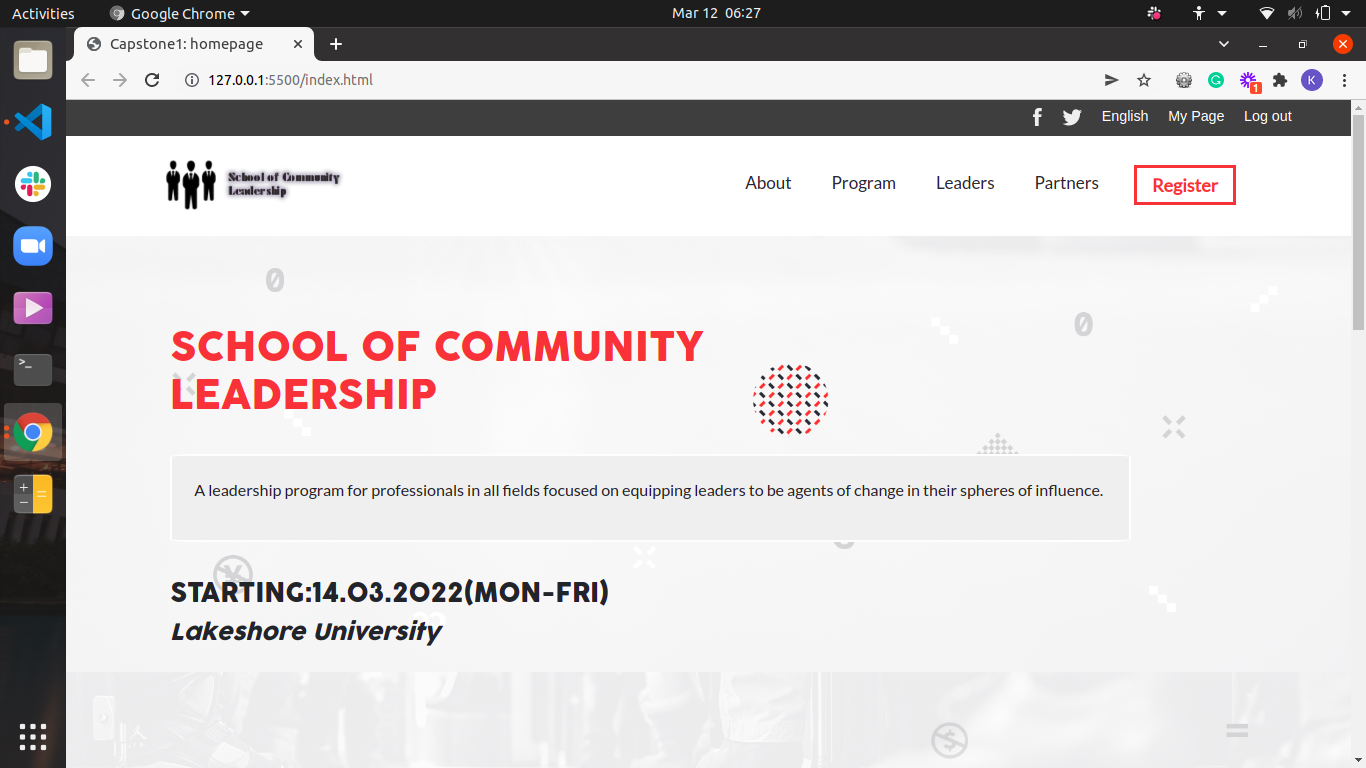 Activities
Google Chrome
Mar 12 06:27
Capstone1: homepage
127.0.0.1:5500/index.html
1
K
English
My Page
Log out
School of Community
Leadership
About
Program
Leaders
Partners
Register
SCHOOL OF COMMUNITY
LEADERSHIP
A leadership program for professionals in all fields focused on equipping leaders to be agents of change in their spheres of influence.
STARTING:14.03.2022(MON-FRI)
Lakeshore University